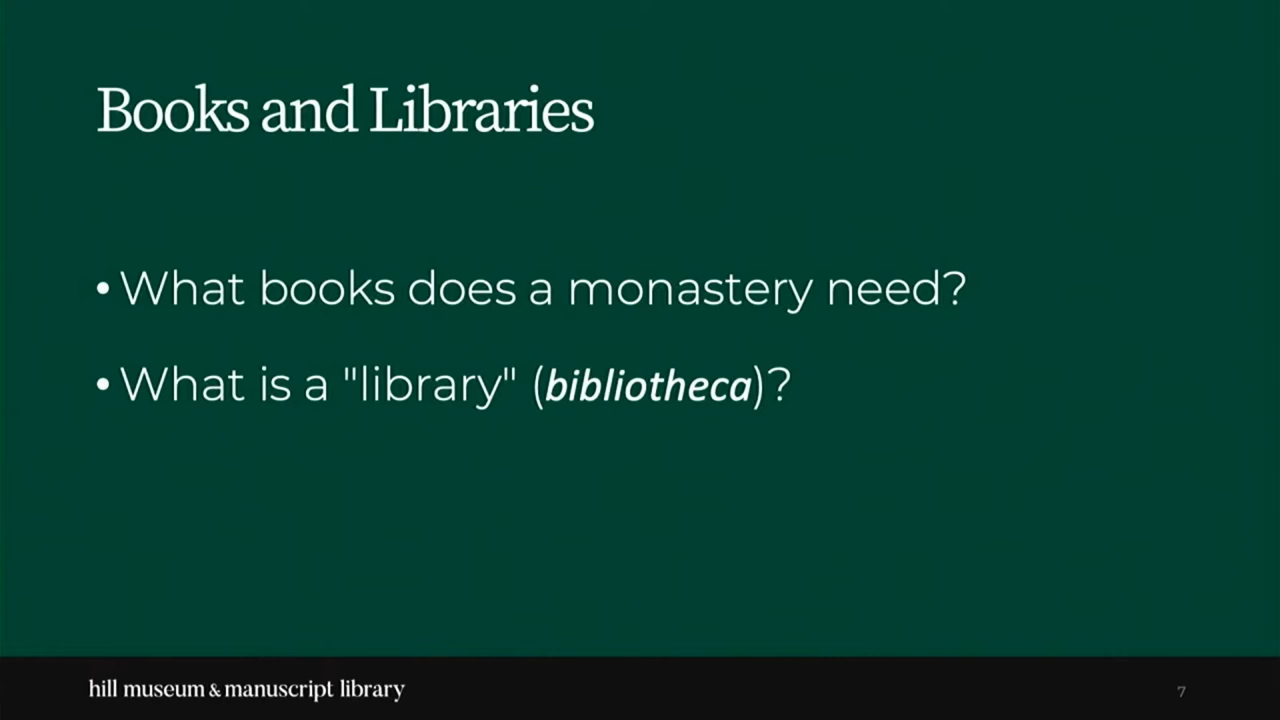 Books and Libraries
• What books does a monastery need?
• What is a "library" (bibliotheca)?
hill museum & manuscript library
7